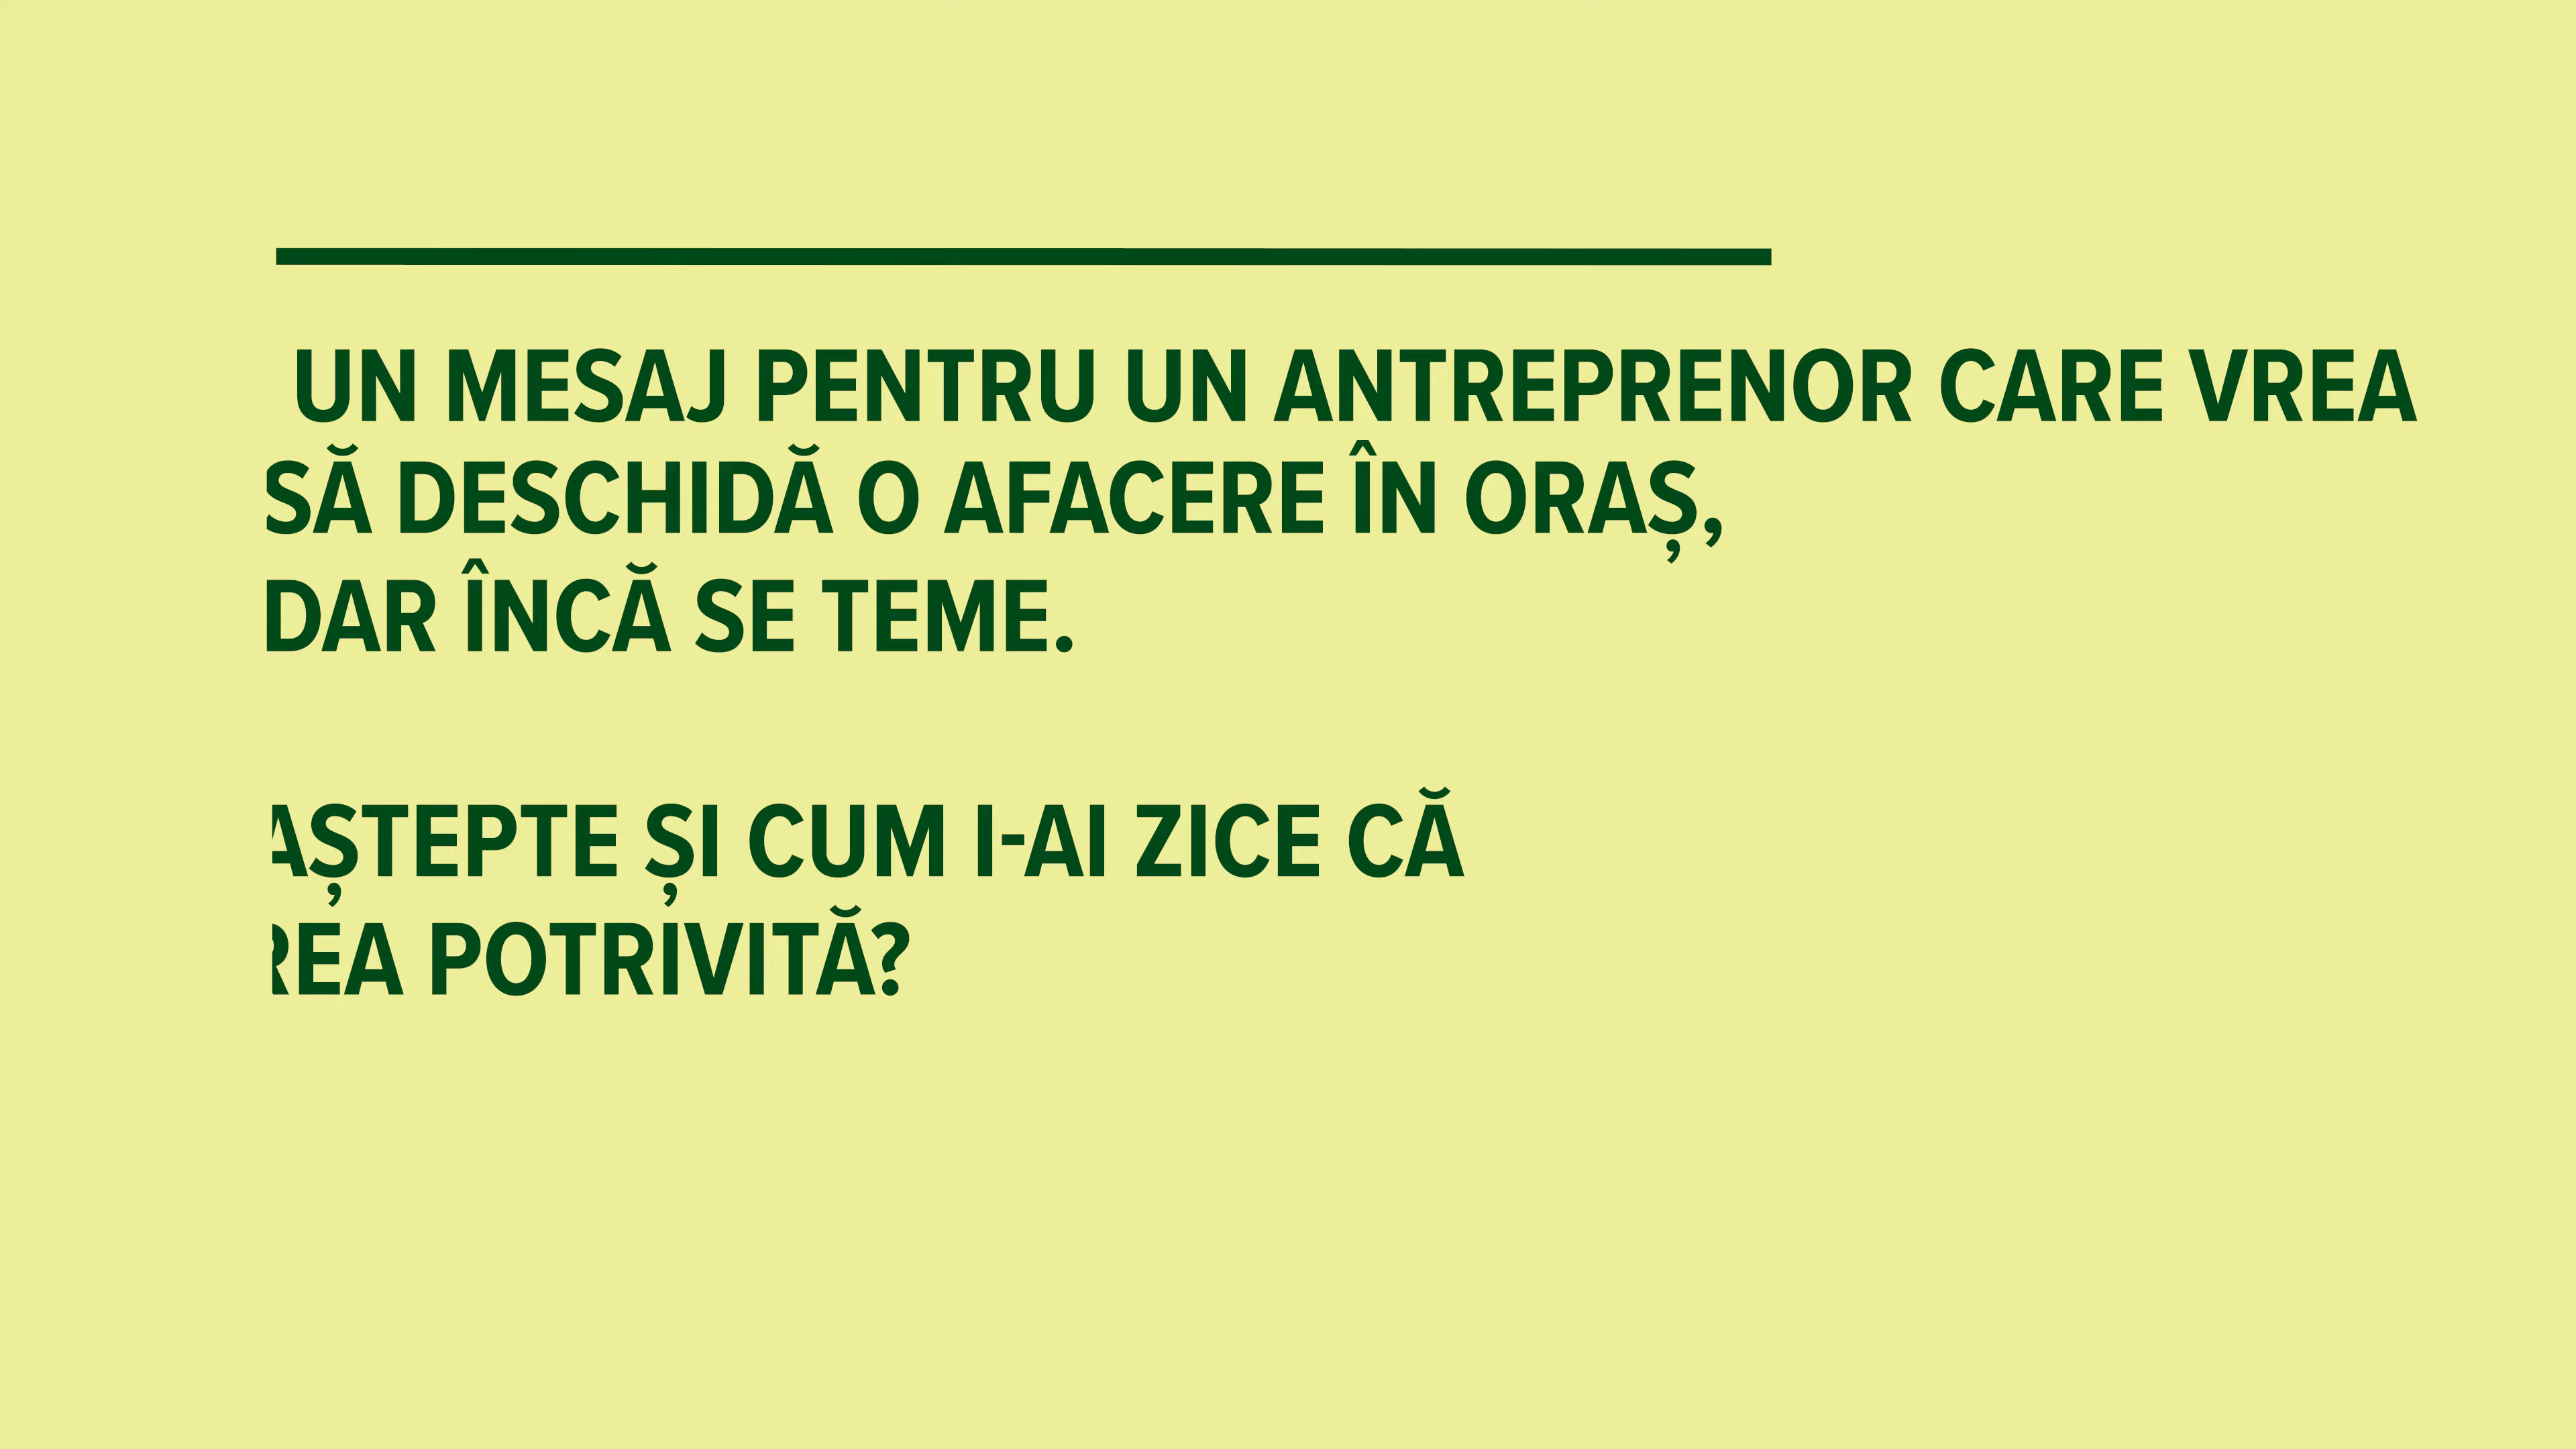 UN MESAJ PENTRU UN ANTREPRENOR CARE VREA
SĂ DESCHIDĂ O AFACERE ÎN ORAȘ,
DAR ÎNCĂ SE TEME.
AȘTEPTE ȘI CUM I-AI ZICE CĂ
REA POTRIVITĂ?